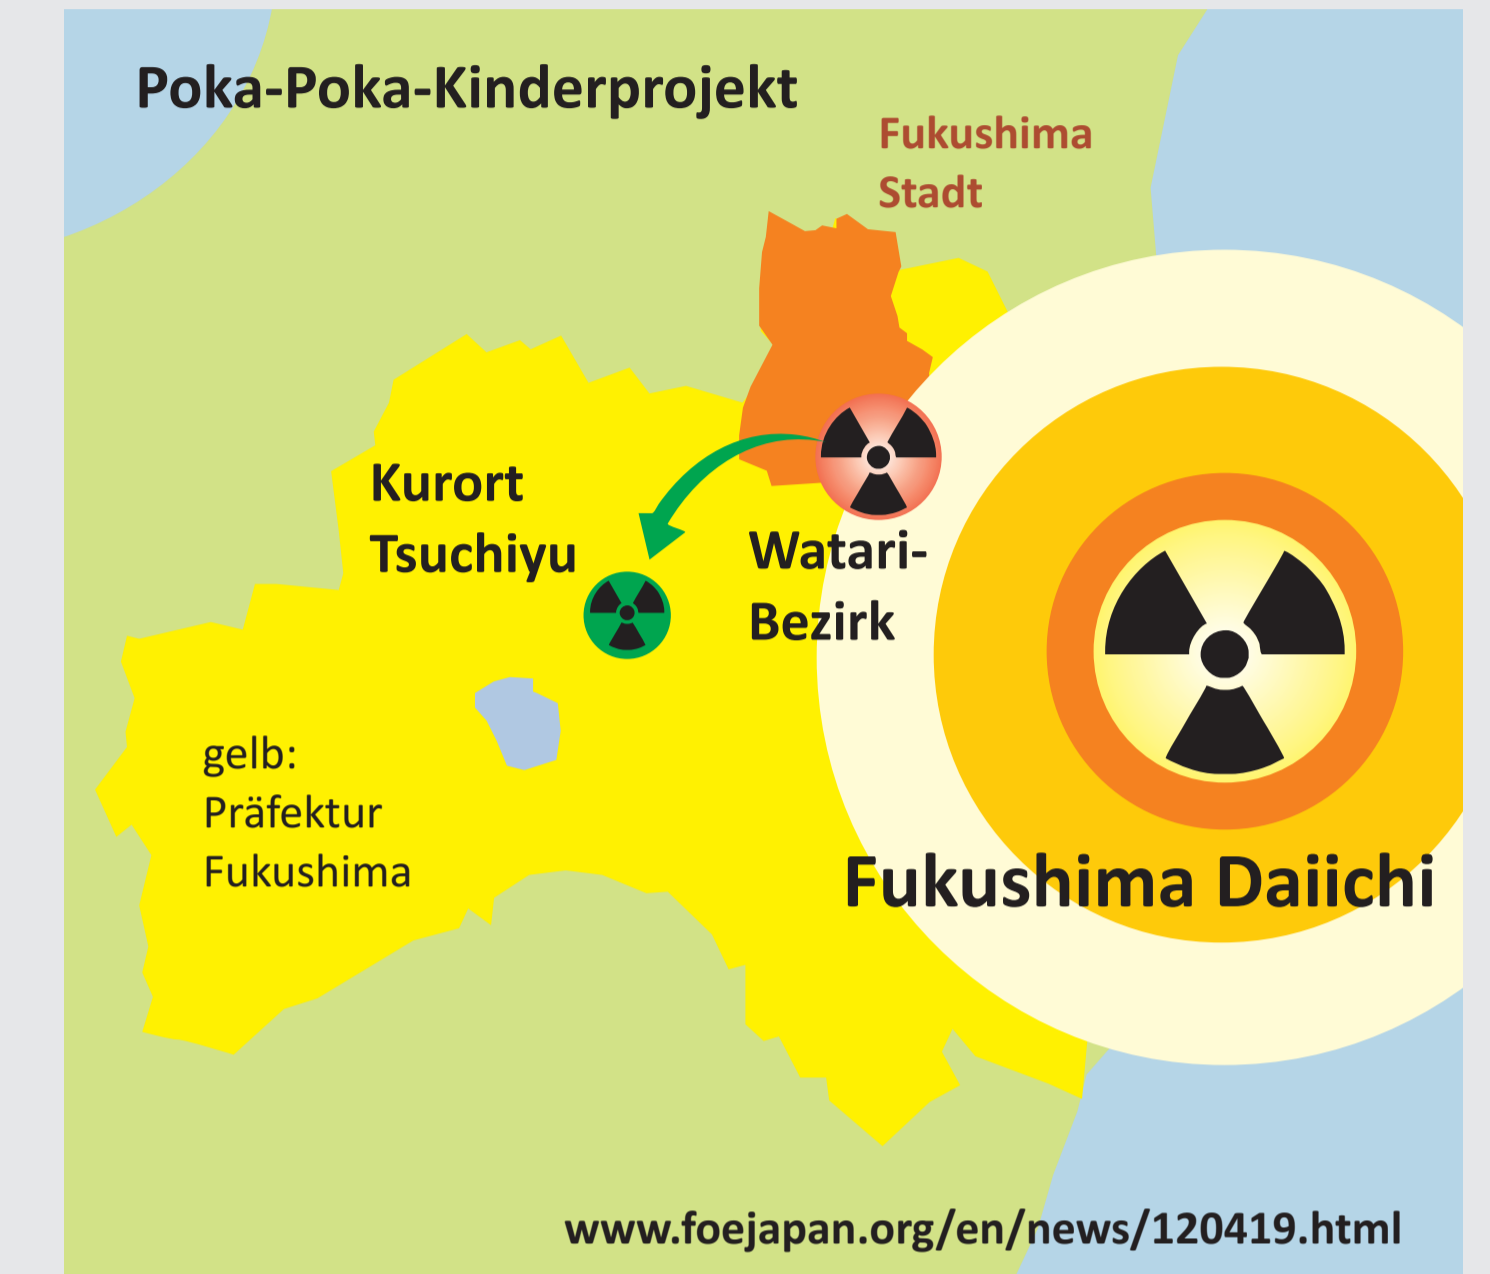 Poka-Poka-Kinderprojekt
Fukushima
Stadt
Kurort
Tsuchiyu
Watari-
Bezirk
gelb:
Präfektur
Fukushima
Fukushima Daiichi
www.foejapan.org/en/news/120419.html